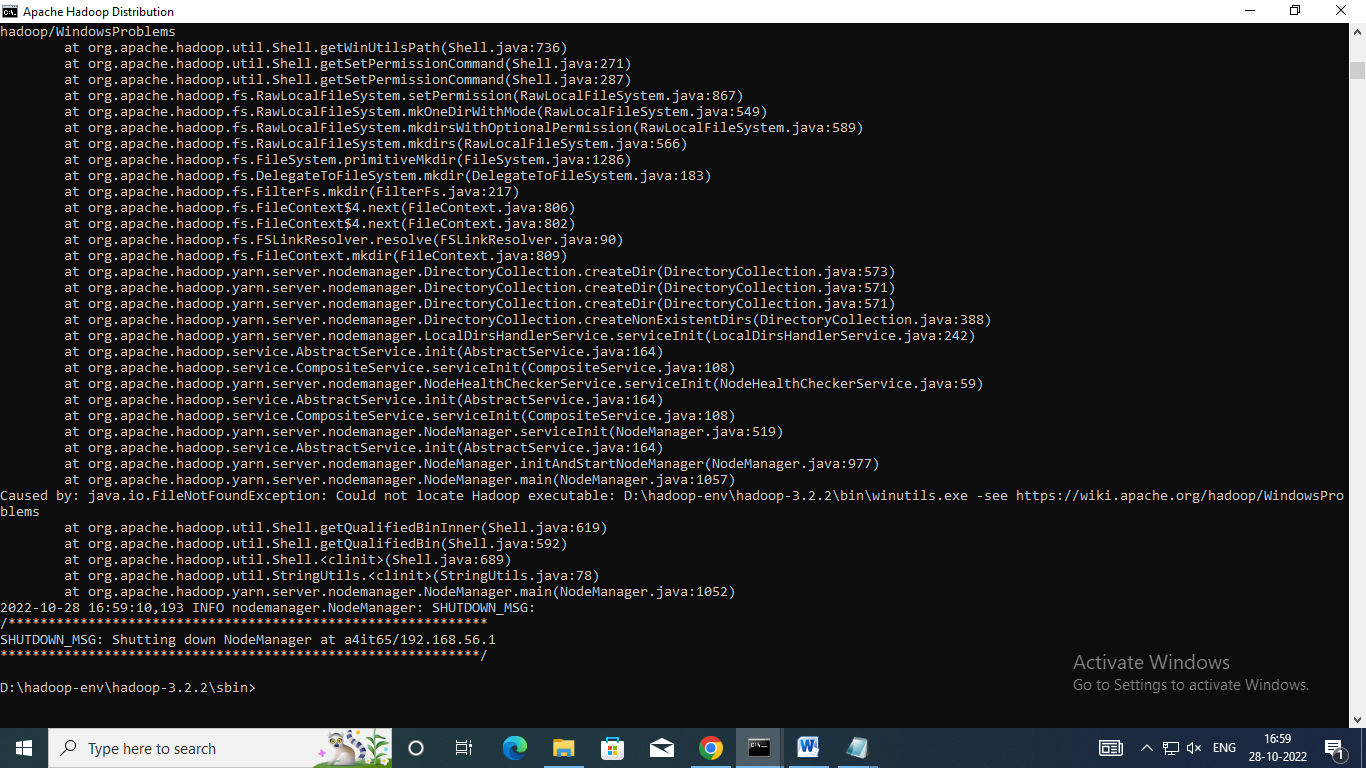 Apache Hadoop Distribution
hadoop/WindowsProblems
at org.apache.hadoop.util.Shell.getWinUtilsPath(Shell.java:736)
at org.apache.hadoop.util.Shell.getSetPermissionCommand(Shell.java:271)
at org.apache.hadoop.util.Shell.getSetPermissionCommand(Shell.java:287)
at org.apache.hadoop.fs.RawLocalFileSystem.setPermission(RawLocalFileSystem.java:867)
at org.apache.hadoop.fs.RawLocalFileSystem.mkOneDirWithMode(RawLocalFileSystem.java:549)
at org.apache.hadoop.fs.RawLocalFileSystem.mkdirsWithOptionalPermission(RawLocalFileSystem.java:589)
at org.apache.hadoop.fs.RawLocalFileSystem.mkdirs(RawLocalFileSystem.java:566)
at org.apache.hadoop.fs.FileSystem.primitiveMkdir(FileSystem.java:1286)
at org.apache.hadoop.fs.DelegateToFileSystem.mkdir(DelegateToFileSystem.java:183)
at org.apache.hadoop.fs.FilterFs.mkdir(FilterFs.java:217)
at org.apache.hadoop.fs.FileContext$4.next(FileContext.java:806)
at org.apache.hadoop.fs.FileContext$4.next(FileContext.java:802)
at org.apache.hadoop.fs.FSLinkResolver.resolve(FSLinkResolver.java:90)
at org.apache.hadoop.fs.FileContext.mkdir(FileContext.java:809)
at org.apache.hadoop.yarn.server.nodemanager.DirectoryCollection.createDir(DirectoryCollection.java:573)
at org.apache.hadoop.yarn.server.nodemanager.DirectoryCollection.createDir(DirectoryCollection.java:571)
at org.apache.hadoop.yarn.server.nodemanager.DirectoryCollection.createDir(DirectoryCollection.java:571)
at org.apache.hadoop.yarn.server.nodemanager.DirectoryCollection.createNonExistentDirs(DirectoryCollection.java:388)
at org.apache.hadoop.yarn.server.nodemanager.LocalDirsHandlerService.serviceInit(LocalDirsHandlerService.java:242)
at org.apache.hadoop.service.AbstractService.init(AbstractService.java:164)
at org.apache.hadoop.service.CompositeService.serviceInit(CompositeService.java:108)
at org.apache.hadoop.yarn.server.nodemanager.NodeHealthCheckerService.serviceInit(NodeHealthCheckerService.java:59)
at org.apache.hadoop.service.AbstractService.init(AbstractService.java:164)
at org.apache.hadoop.service.CompositeService.serviceInit(CompositeService.java:108)
at org.apache.hadoop.yarn.server.nodemanager.NodeManager.serviceInit(NodeManager.java:519)
at org.apache.hadoop.service.AbstractService.init(AbstractService.java:164)
at org.apache.hadoop.yarn.server.nodemanager.NodeManager.initAndStartNodeManager(NodeManager.java:977)
at org.apache.hadoop.yarn.server.nodemanager.NodeManager.main(NodeManager.java:1057)
Caused by: java.io.FileNotFoundException: Could not locate Hadoop executable: D:\hadoop-env\hadoop-3.2.2\bin\winutils.exe -see https://wiki.apache.org/hadoop/WindowsPro
blems
at org.apache.hadoop.util.Shell.getQualifiedBinInner(Shell.java:619)
at org.apache.hadoop.util.Shell.getQualifiedBin(Shell.java:592)
at org.apache.hadoop.util.Shell.<clinit>(Shell.java:689)
at org.apache.hadoop.util.StringUtils.<clinit>(StringUtils.java:78)
at org.apache.hadoop.yarn.server.nodemanager.NodeManager.main(NodeManager.java:1052)
2022-10-28 16:59:10,193 INFO nodemanager.NodeManager: SHUTDOWN_MSG:
/************************************************************
SHUTDOWN_MSG: Shutting down NodeManager at a4it65/192.168.56.1
************************************************************/
D:\hadoop-env\hadoop-3.2.2\sbin>
Activate Windows
Go to Settings to activate Windows.
Type here to search
ENG
16:59
28-10-2022
1